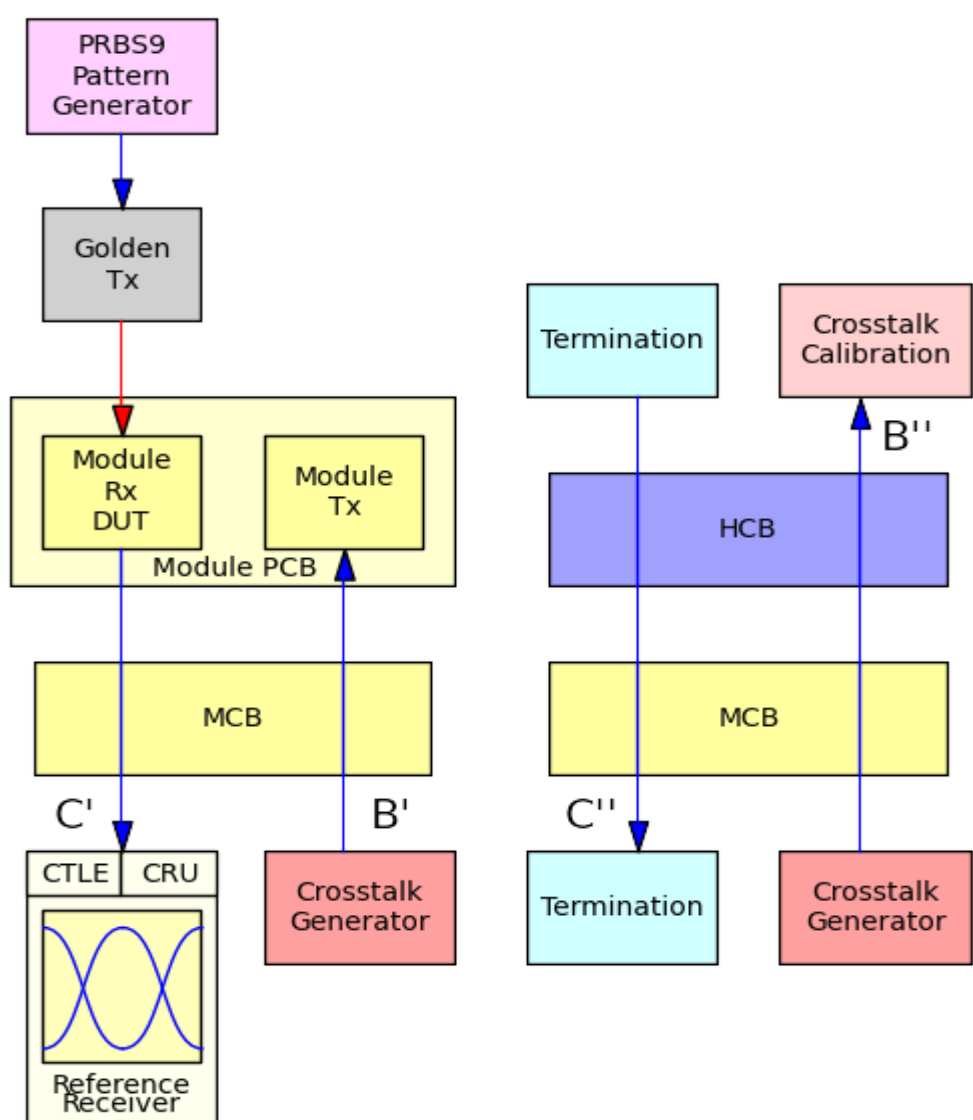 PRBS9
Pattern
Generator
Golden
Tx
Module
Rx
DUT
Module
Tx
Module PCB
MCB
C'
B'
CTLE
CRU
Reference
Receiver
Crosstalk
Generator
Termination
Crosstalk
Calibration
B''
HCB
MCB
C''
Termination
Crosstalk
Generator